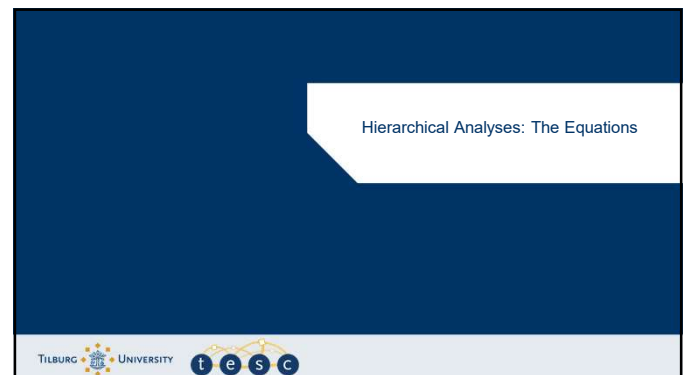 Hierarchical Analyses: The Equations
TILBURG UNIVERSITY
t e s c